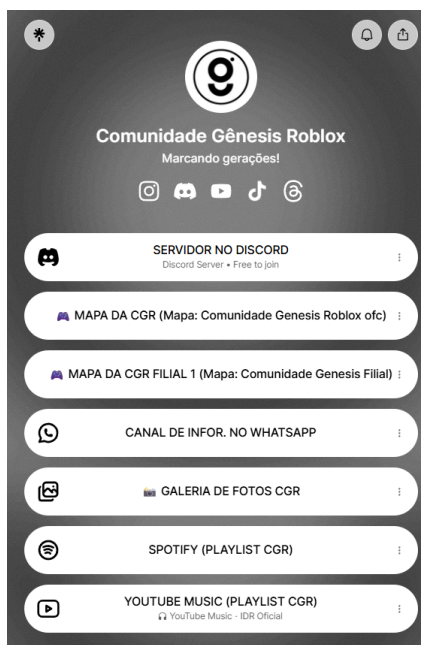 Comunidade Gênesis Roblox
Marcando gerações!
SERVIDOR NO DISCORD
Discord Server • Free to join
🎮 MAPA DA CGR (Mapa: Comunidade Genesis Roblox ofc)
🎮 MAPA DA CGR FILIAL 1 (Mapa: Comunidade Genesis Filial)
CANAL DE INFOR. NO WHATSAPP
📷 GALERIA DE FOTOS CGR
SPOTIFY (PLAYLIST CGR)
YOUTUBE MUSIC (PLAYLIST CGR)
🎧 YouTube Music · IDR Oficial